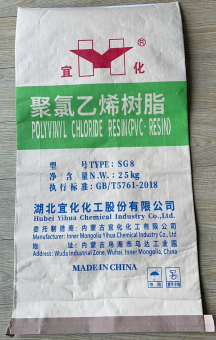 宜化
聚氯乙烯树脂
POLYVINYL CHLORIDE RESIN(PVC-RESIN)
型 号TYPE: SG8
净 含 量N.W.: 25kg
执行标准: GB/T5761-2018
湖北宜化化工股份有限公司
Hubei Yihua Chemical Industry Co., Ltd.
委托制造商: 内蒙古宜化化工有限公司
Manufacturer: Inner Mongolia Yihua Chemical Industry Co., Ltd.
地址: 内蒙古乌海市乌达工业园
Address: Wuda Industrial Zone, Wuhai, Inner Mongolia, China.
MADE IN CHINA